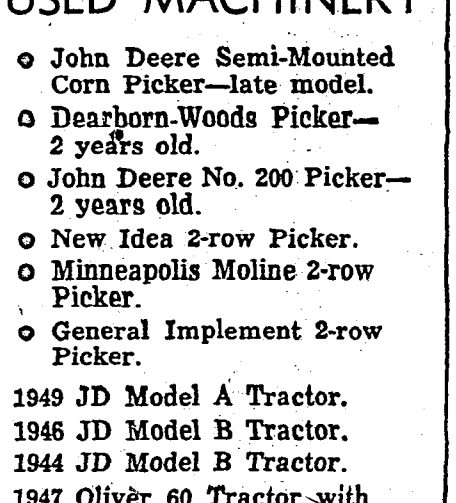 USED MACHINERY
o John Deere Semi-Mounted
Corn Picker—late model.
o Dearborn-Woods Picker—
2 years old.
o John Deere No. 200 Picker—
2 years old.
o New Idea 2-row Picker.
o Minneapolis Moline 2-row
Picker.
o General Implement 2-row
Picker.
1949 JD Model A Tractor.
1946 JD Model B Tractor.
1944 JD Model B Tractor.
1947 Oliver 60 Tractor with